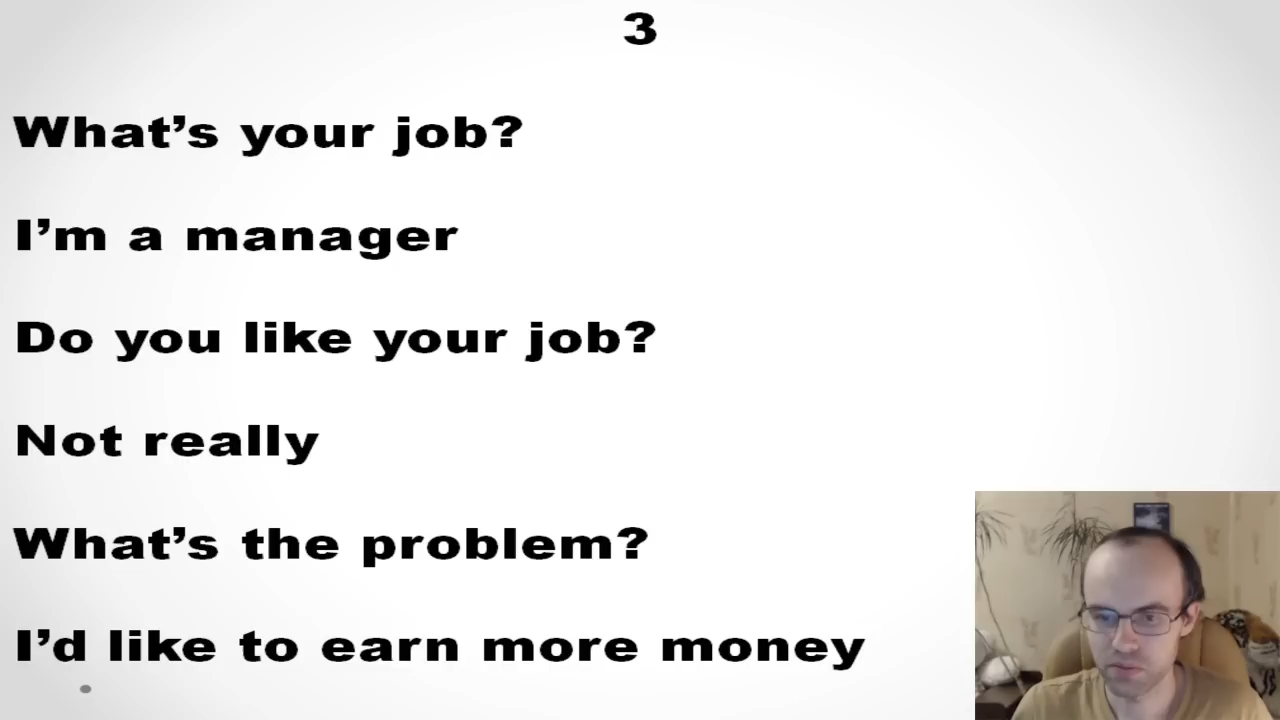 3
What’s your job?
I’m a manager
Do you like your job?
Not really
What’s the problem?
I’d like to earn more money